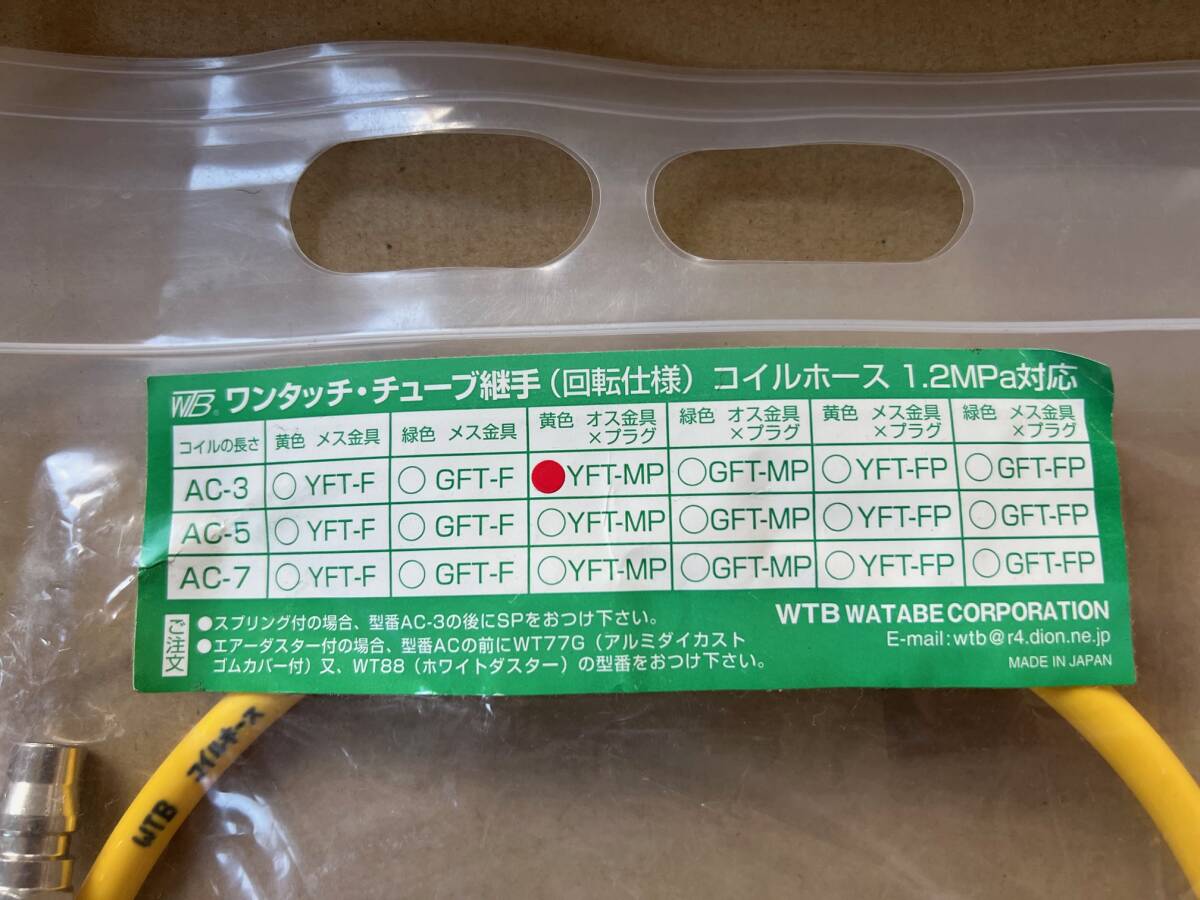 WTB® ワンタッチ・チューブ継手（回転仕様）コイルホース 1.2MPa対応
コイルの長さ 黄色 メス金具 緑色 メス金具 黄色 オス金具×プラグ 緑色 オス金具×プラグ 黄色 メス金具×プラグ 緑色 メス金具×プラグ
AC-3 ○YFT-F ○GFT-F ●YFT-MP ○GFT-MP ○YFT-FP ○GFT-FP
AC-5 ○YFT-F ○GFT-F ○YFT-MP ○GFT-MP ○YFT-FP ○GFT-FP
AC-7 ○YFT-F ○GFT-F ○YFT-MP ○GFT-MP ○YFT-FP ○GFT-FP
ご注文
●スプリング付の場合、型番AC-3の後にSPをおつけ下さい。
●エアーダスター付の場合、型番ACの前にWT77G（アルミダイカスト
ゴムカバー付）又、WT88（ホワイトダスター）の型番をおつけ下さい。
WTB WATABE CORPORATION
E-mail:wtb@r4.dion.ne.jp
MADE IN JAPAN
WTB コイルホース